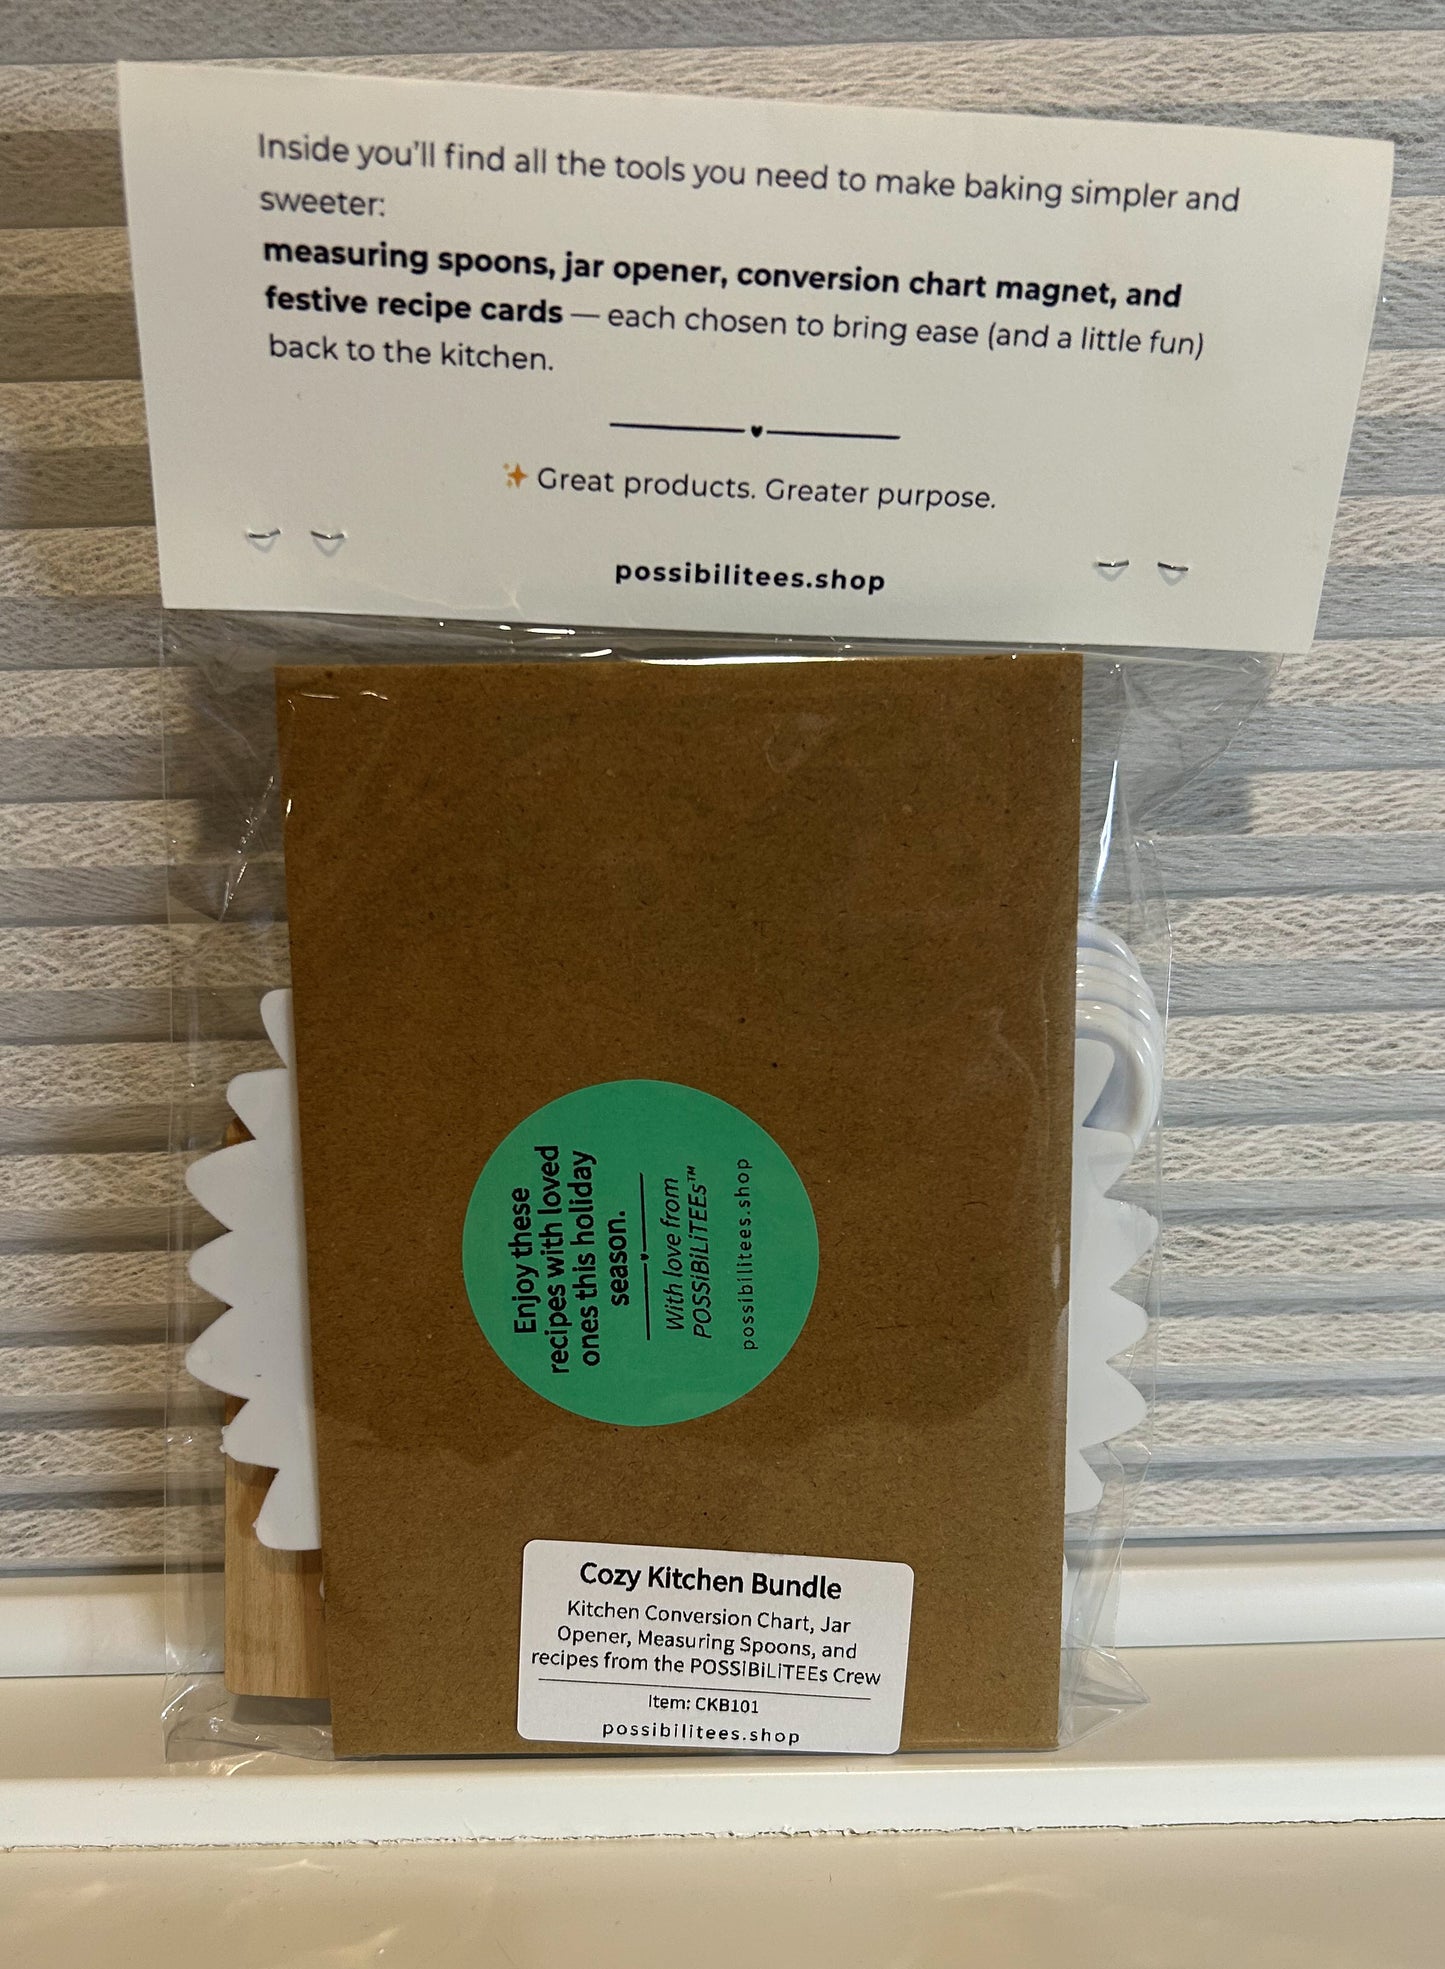 Inside you'll find all the tools you need to make baking simpler and
sweeter:
measuring spoons, jar opener, conversion chart magnet, and
festive recipe cards — each chosen to bring ease (and a little fun)
back to the kitchen.
✨ Great products. Greater purpose.
possibilitees.shop
Enjoy these
recipes with loved
ones this holiday
season.
With love from
POSSiBiLiTEEs™
possibilitees.shop
Cozy Kitchen Bundle
Kitchen Conversion Chart, Jar
Opener, Measuring Spoons, and
recipes from the POSSiBiLiTEEs Crew
Item: CKB101
possibilitees.shop